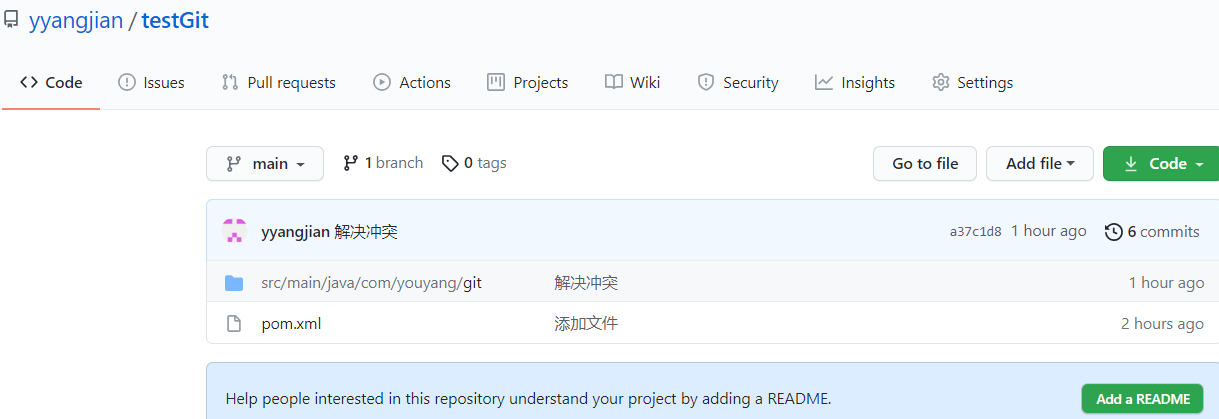 yyangjian / testGit
Code Issues Pull requests Actions Projects Wiki Security Insights Settings
main 1 branch 0 tags Go to file Add file Code
yyangjian 解决冲突 a37c1d8 1 hour ago 6 commits
src/main/java/com/youyang/git 解决冲突 1 hour ago
pom.xml 添加文件 2 hours ago
Help people interested in this repository understand your project by adding a README. Add a README